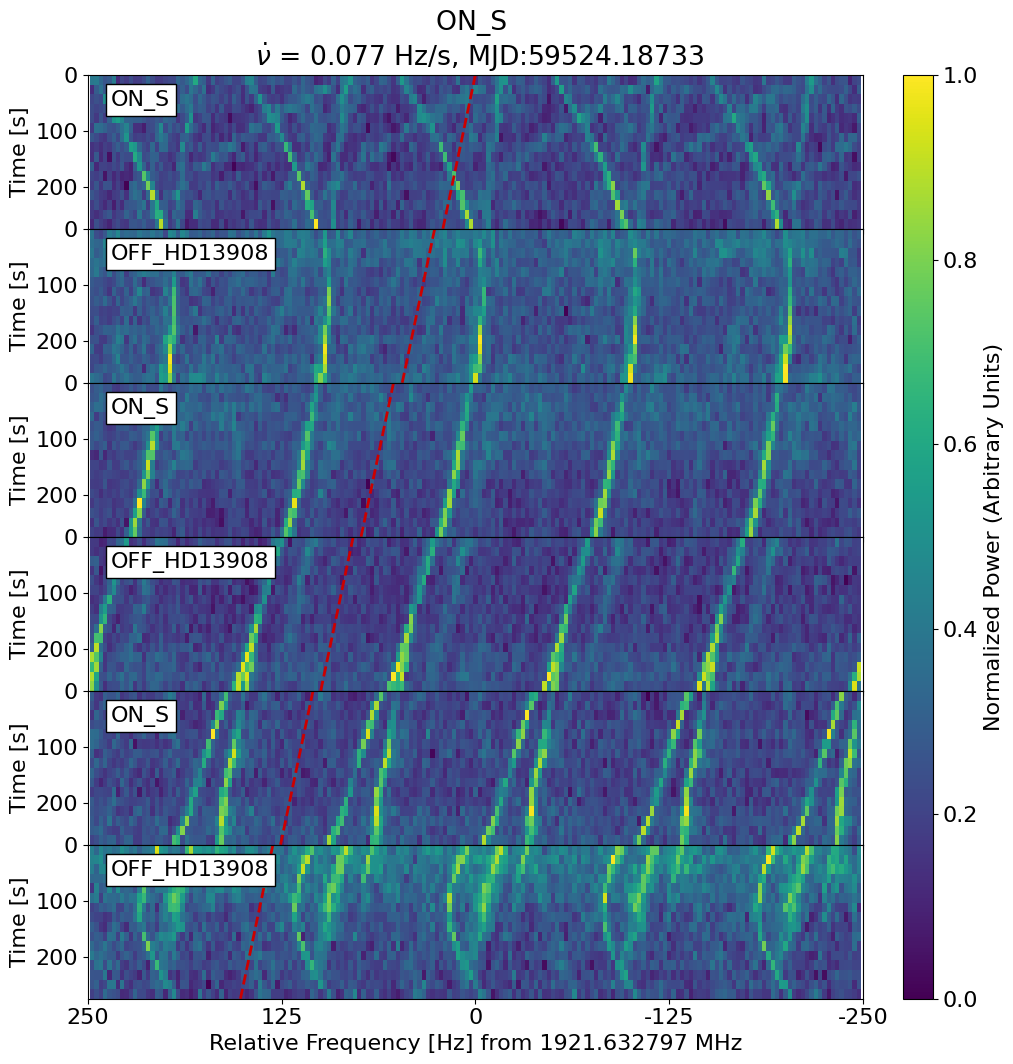 ON_S
ν̇ = 0.077 Hz/s, MJD:59524.18733
0
ON_S
100
Time [s]
200
0
OFF_HD13908
100
Time [s]
200
0
ON_S
100
Time [s]
200
0
OFF_HD13908
100
Time [s]
200
0
ON_S
100
Time [s]
200
0
OFF_HD13908
100
Time [s]
200
250 125 0 -125 -250
Relative Frequency [Hz] from 1921.632797 MHz
1.0
0.8
0.6
0.4
0.2
0.0
Normalized Power (Arbitrary Units)